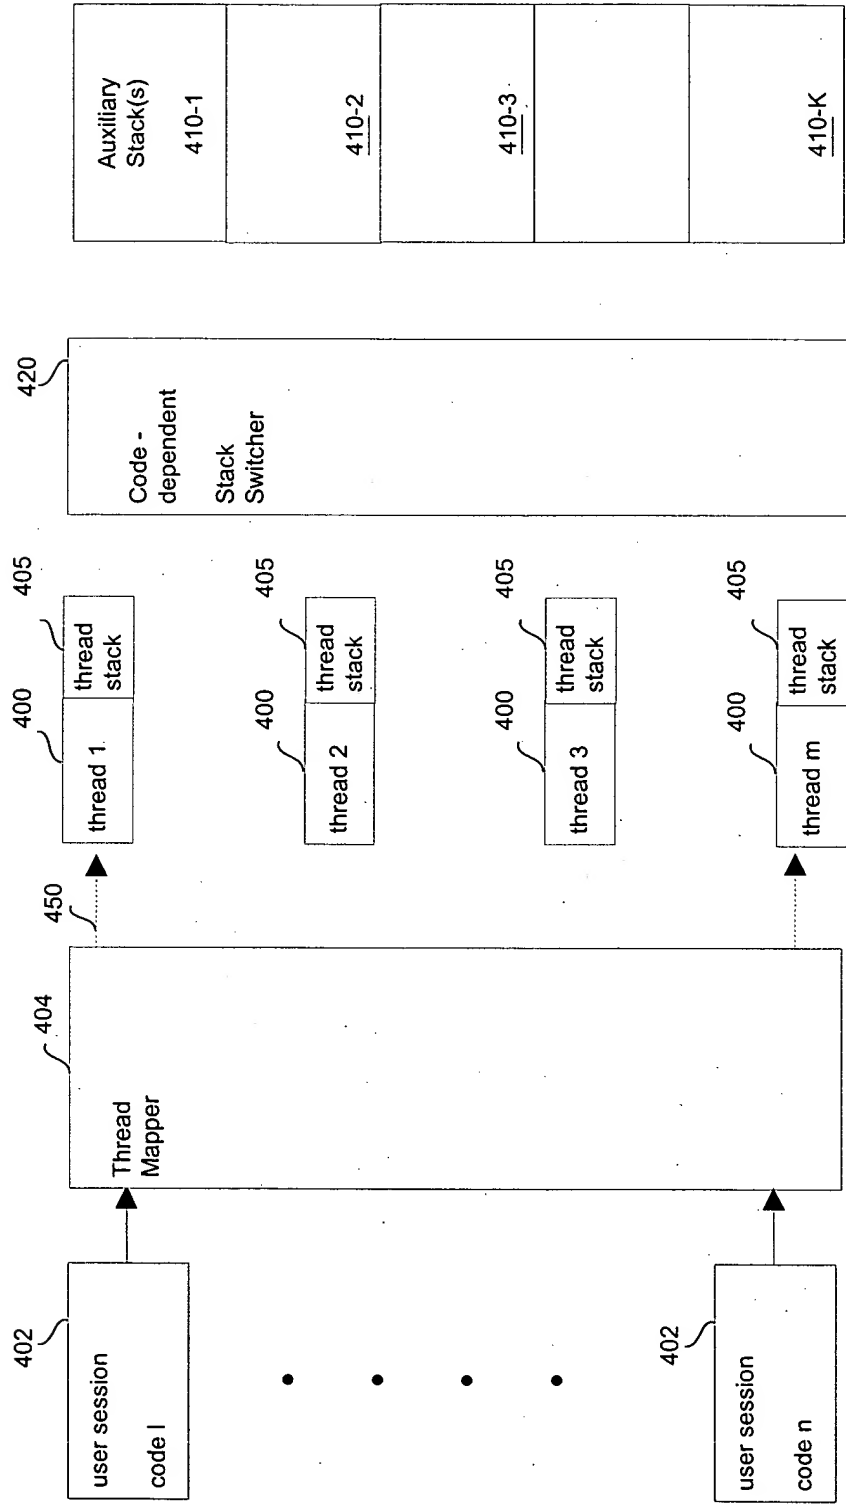 402
user session
code l
402
user session
code n
404
Thread
Mapper
450
400
405
thread 1
thread
stack
400
405
thread 2
thread
stack
400
405
thread 3
thread
stack
400
405
thread m
thread
stack
420
Code -
dependent
Stack
Switcher
Auxiliary
Stack(s)
410-1
410-2
410-3
410-K